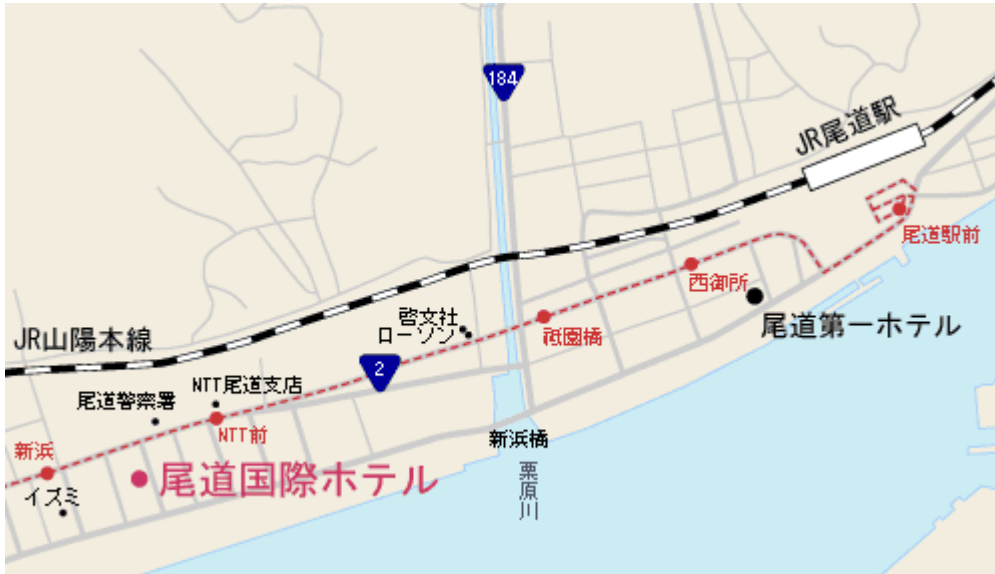 184
JR尾道駅
尾道駅前
西御所
尾道第一ホテル
啓文社
ローソン
祗園橋
JR山陽本線
2
NTT尾道支店
尾道警察署
NTT前
新浜橋
新浜
尾道国際ホテル
栗原川
イズミ